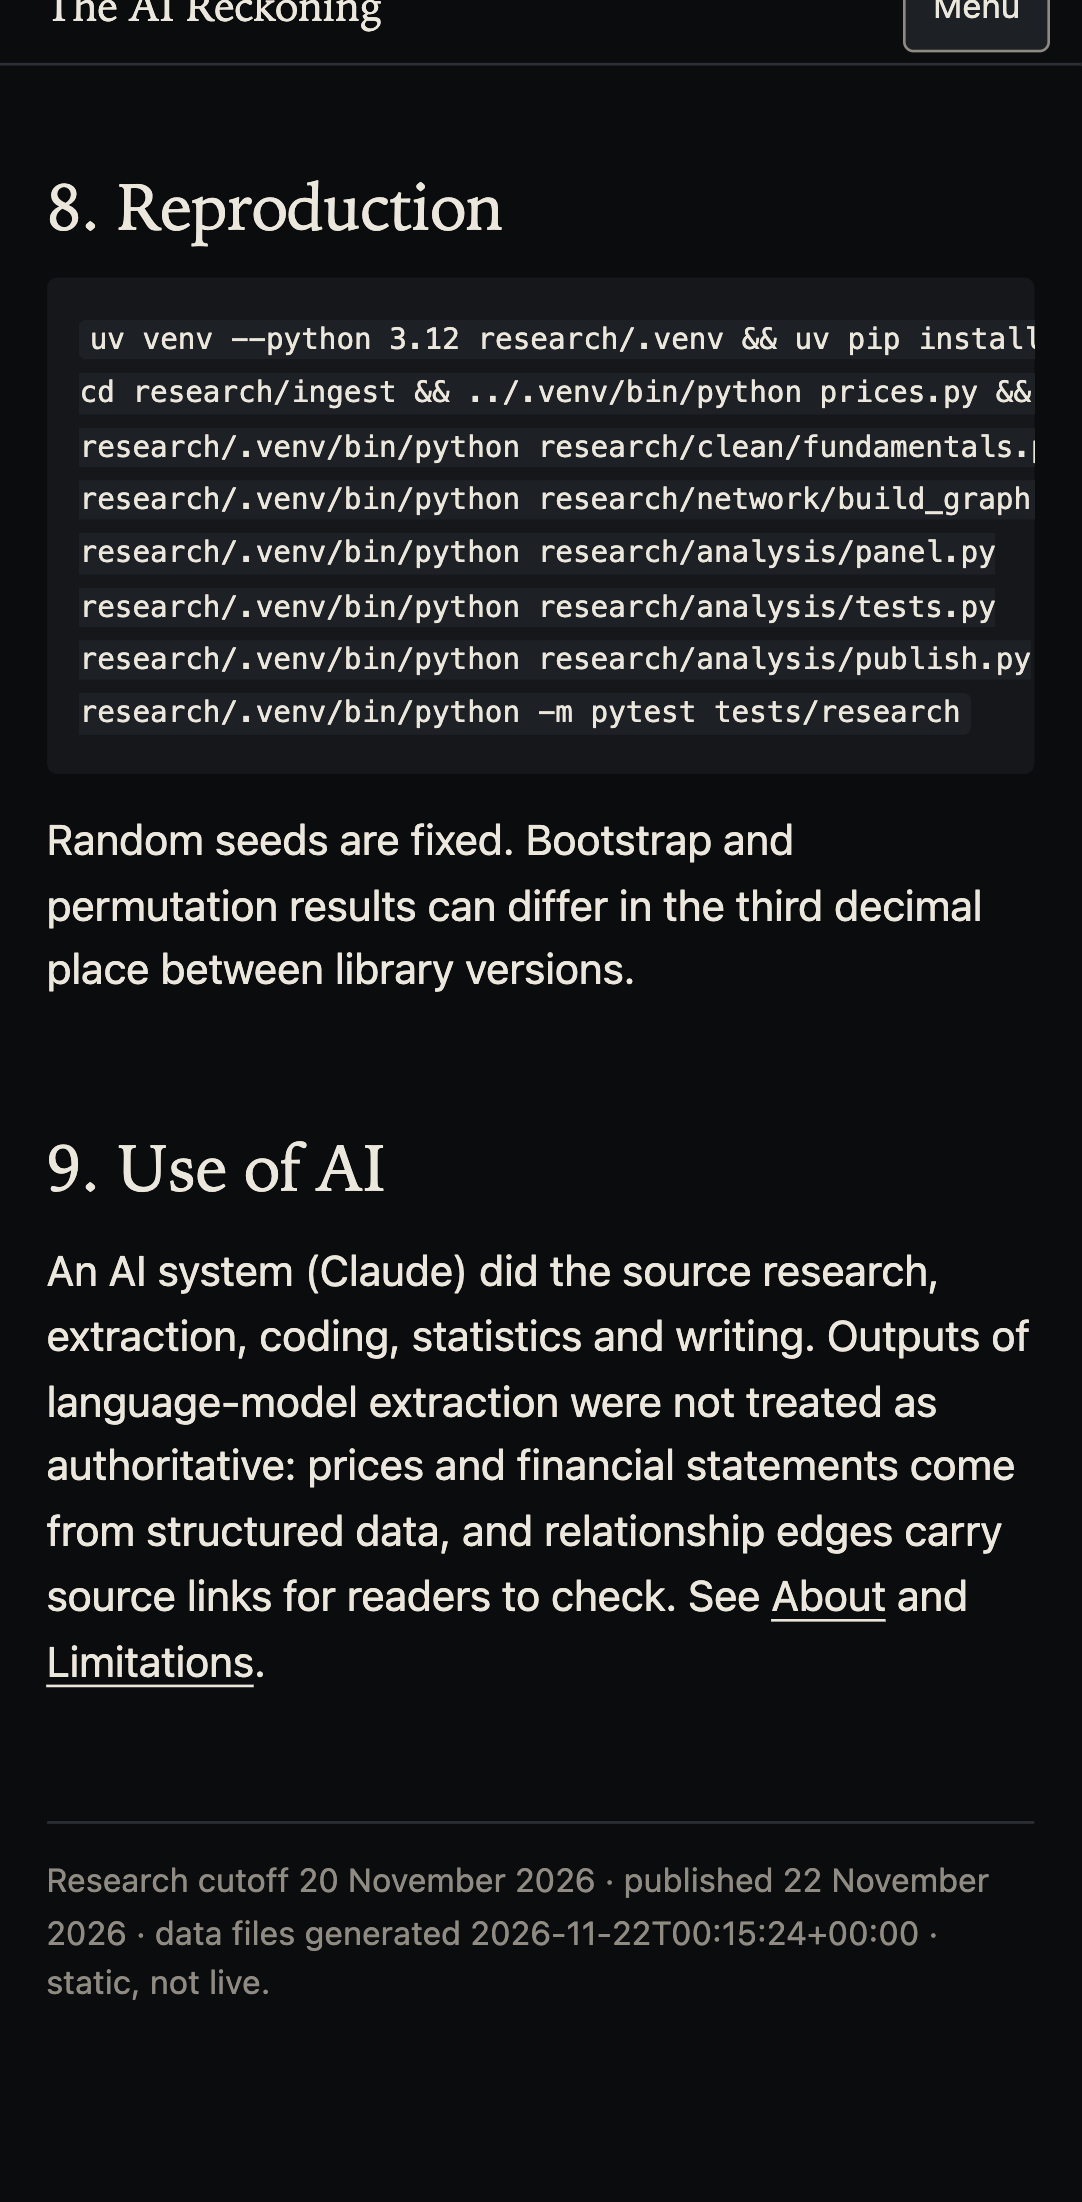 The AI Reckoning
Menu
8. Reproduction
uv venv --python 3.12 research/.venv && uv pip install
cd research/ingest && ../.venv/bin/python prices.py &&
research/.venv/bin/python research/clean/fundamentals.p
research/.venv/bin/python research/network/build_graph
research/.venv/bin/python research/analysis/panel.py
research/.venv/bin/python research/analysis/tests.py
research/.venv/bin/python research/analysis/publish.py
research/.venv/bin/python -m pytest tests/research
Random seeds are fixed. Bootstrap and
permutation results can differ in the third decimal
place between library versions.
9. Use of AI
An AI system (Claude) did the source research,
extraction, coding, statistics and writing. Outputs of
language-model extraction were not treated as
authoritative: prices and financial statements come
from structured data, and relationship edges carry
source links for readers to check. See About and
Limitations.
Research cutoff 20 November 2026 · published 22 November
2026 · data files generated 2026-11-22T00:15:24+00:00 ·
static, not live.